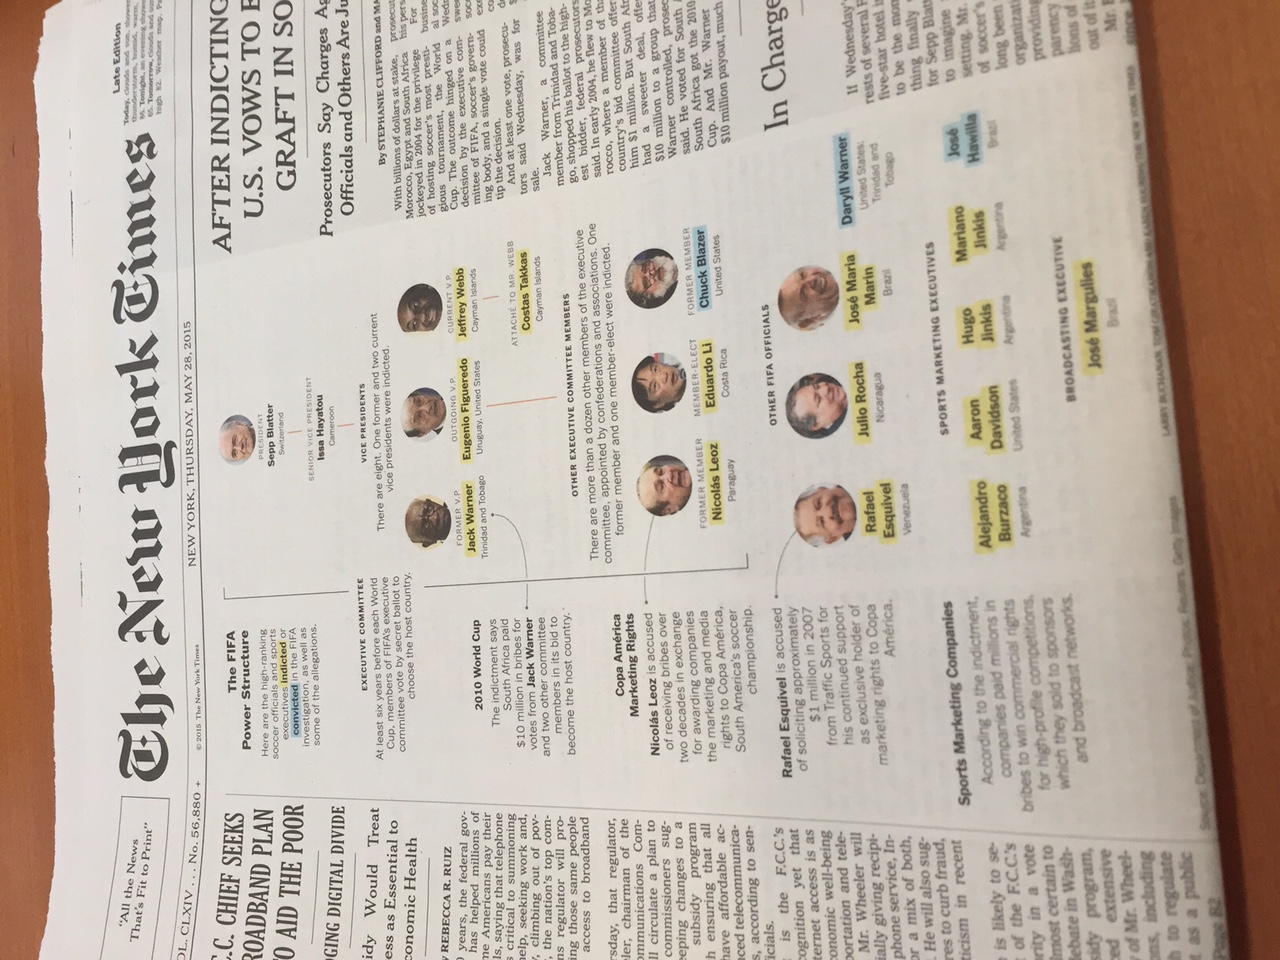 "All the News
That's Fit to Print"
The New York Times
Late Edition
Today, clouds and sun, shower
thunderstorm, humid, warm,
86. Tonight, an evening showe
65. Tomorrow, clouds and sun
high 82. Weather map, Pa
OL. CLXIV . . . No. 56,880 +
© 2015 The New York Times
NEW YORK, THURSDAY, MAY 28, 2015
C.C. CHIEF SEEKS
ROADBAND PLAN
O AID THE POOR
GING DIGITAL DIVIDE
idy Would Treat
ess as Essential to
conomic Health
y REBECCA R. RUIZ
0 years, the federal gov-
has helped millions of
me Americans pay their
ls, saying that telephone
s critical to summoning
help, seeking work and,
y, climbing out of pov-
, the nation's top com-
ns regulator will pro-
ing those same people
access to broadband
rsday, that regulator,
ler, chairman of the
ommunications Com-
ll circulate a plan to
commissioners sug-
eeping changes to a
subsidy program
h ensuring that all
have affordable ac-
nced telecommunica-
s, according to sen-
icials.
is the F.C.C.'s
cognition yet that
ternet access is as
onomic well-being
portation and tele-
Mr. Wheeler will
ially giving recipi-
phone service, In-
or a mix of both,
. He will also sug-
res to curb fraud,
ticism in recent
is likely to se-
t of the F.C.C.'s
ority in a vote
lmost certain to
debate in Wash-
sidy program,
ced extensive
y of Mr. Wheel-
ons, including
h to regulate
t as a public
Page B2
The FIFA
Power Structure
Here are the high-ranking
soccer officials and sports
executives indicted or
convicted in the FIFA
investigation, as well as
some of the allegations.
PRESIDENT
Sepp Blatter
Switzerland
SENIOR VICE PRESIDENT
Issa Hayatou
Cameroon
EXECUTIVE COMMITTEE
At least six years before each World
Cup, members of FIFA's executive
committee vote by secret ballot to
choose the host country.
VICE PRESIDENTS
There are eight. One former and two current
vice presidents were indicted.
FORMER V.P.
Jack Warner
Trinidad and Tobago
OUTGOING V.P.
Eugenio Figueredo
Uruguay, United States
CURRENT V.P.
Jeffrey Webb
Cayman Islands
ATTACHÉ TO MR. WEBB
Costas Takkas
Cayman Islands
2010 World Cup
The indictment says
South Africa paid
$10 million in bribes for
votes from Jack Warner
and two other committee
members in its bid to
become the host country.
OTHER EXECUTIVE COMMITTEE MEMBERS
There are more than a dozen other members of the executive
committee, appointed by confederations and associations. One
former member and one member-elect were indicted.
Copa América
Marketing Rights
Nicolás Leoz is accused
of receiving bribes over
two decades in exchange
for awarding companies
the marketing and media
rights to Copa América,
South America's soccer
championship.
FORMER MEMBER
Nicolás Leoz
Paraguay
MEMBER-ELECT
Eduardo Li
Costa Rica
FORMER MEMBER
Chuck Blazer
United States
Rafael Esquivel is accused
of soliciting approximately
$1 million in 2007
from Traffic Sports for
his continued support
as exclusive holder of
marketing rights to Copa
América.
OTHER FIFA OFFICIALS
Rafael
Esquivel
Venezuela
Julio Rocha
Nicaragua
José Maria
Marin
Brazil
Daryll Warner
United States;
Trinidad and
Tobago
Sports Marketing Companies
According to the indictment,
companies paid millions in
bribes to win commercial rights
for high-profile competitions,
which they sold to sponsors
and broadcast networks.
SPORTS MARKETING EXECUTIVES
Alejandro
Burzaco
Argentina
Aaron
Davidson
United States
Hugo
Jinkis
Argentina
Mariano
Jinkis
Argentina
José
Hawilla
Brazil
BROADCASTING EXECUTIVE
José Margulies
Brazil
Source: Department of Justice; Photos: Reuters, Getty Images
LARRY BUCHANAN, TOM GIRATIKANON AND KAREN YOURISH/THE NEW YORK TIMES
AFTER INDICTING
U.S. VOWS TO E
GRAFT IN SO
Prosecutors Say Charges Ag
Officials and Others Are Ju
By STEPHANIE CLIFFORD and MA
With billions of dollars at stake,
Morocco, Egypt and South Africa
jockeyed in 2004 for the privilege
of hosting soccer's most presti-
gious tournament, the World
Cup. The outcome hinged on a
decision by the executive com-
mittee of FIFA, soccer's govern-
ing body, and a single vote could
tip the decision.
And at least one vote, prosecu-
tors said Wednesday, was for
sale.
Jack Warner, a committee
member from Trinidad and Toba-
go, shopped his ballot to the high-
est bidder, federal prosecutors
said. In early 2004, he flew to Mo-
rocco, where a member of tha
country's bid committee offer
him $1 million. But South Afr
had a sweeter deal, offe
$10 million to a group that
Warner controlled, prosec
said. He voted for South A
South Africa got the 2010
Cup. And Mr. Warner
$10 million payout, much
prosecut
his pers
For
busine
al soc
Wedn
In Charge
If Wednesday'
rests of several F
five-star hotel i
to be the mon
thing finally
for Sepp Blatt
to imagine
setting. Mr.
of soccer's
long been
organizati
providing
parency
lions of
out of it
Mr. B
since